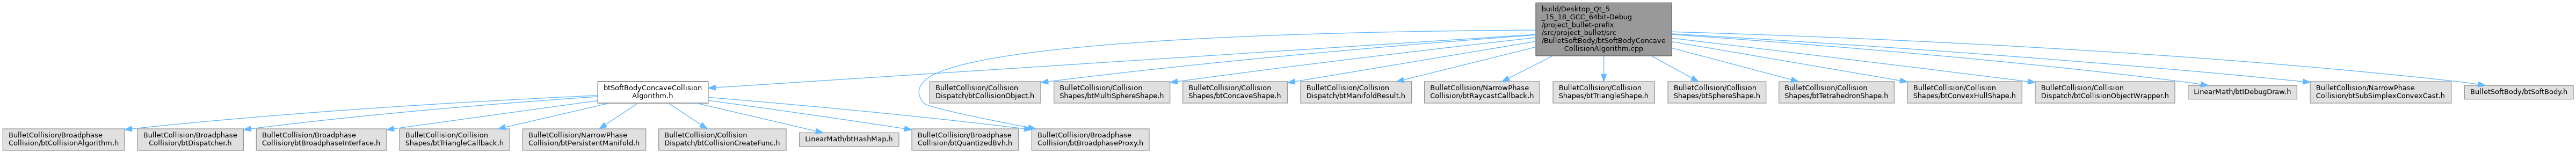 build/Desktop_Qt_5
_15_18_GCC_64bit-Debug
/project_bullet-prefix
/src/project_bullet/src
/BulletSoftBody/btSoftBodyConcave
CollisionAlgorithm.cpp
btSoftBodyConcaveCollision
Algorithm.h
BulletCollision/Collision
Dispatch/btCollisionObject.h
BulletCollision/Collision
Shapes/btMultiSphereShape.h
BulletCollision/Collision
Shapes/btConcaveShape.h
BulletCollision/Collision
Dispatch/btManifoldResult.h
BulletCollision/NarrowPhase
Collision/btRaycastCallback.h
BulletCollision/Collision
Shapes/btTriangleShape.h
BulletCollision/Collision
Shapes/btSphereShape.h
BulletCollision/Collision
Shapes/btTetrahedronShape.h
BulletCollision/Collision
Shapes/btConvexHullShape.h
BulletCollision/Collision
Dispatch/btCollisionObjectWrapper.h
LinearMath/btIDebugDraw.h
BulletCollision/NarrowPhase
Collision/btSubSimplexConvexCast.h
BulletSoftBody/btSoftBody.h
BulletCollision/Broadphase
Collision/btCollisionAlgorithm.h
BulletCollision/Broadphase
Collision/btDispatcher.h
BulletCollision/Broadphase
Collision/btBroadphaseInterface.h
BulletCollision/Collision
Shapes/btTriangleCallback.h
BulletCollision/NarrowPhase
Collision/btPersistentManifold.h
BulletCollision/Collision
Dispatch/btCollisionCreateFunc.h
LinearMath/btHashMap.h
BulletCollision/Broadphase
Collision/btQuantizedBvh.h
BulletCollision/Broadphase
Collision/btBroadphaseProxy.h